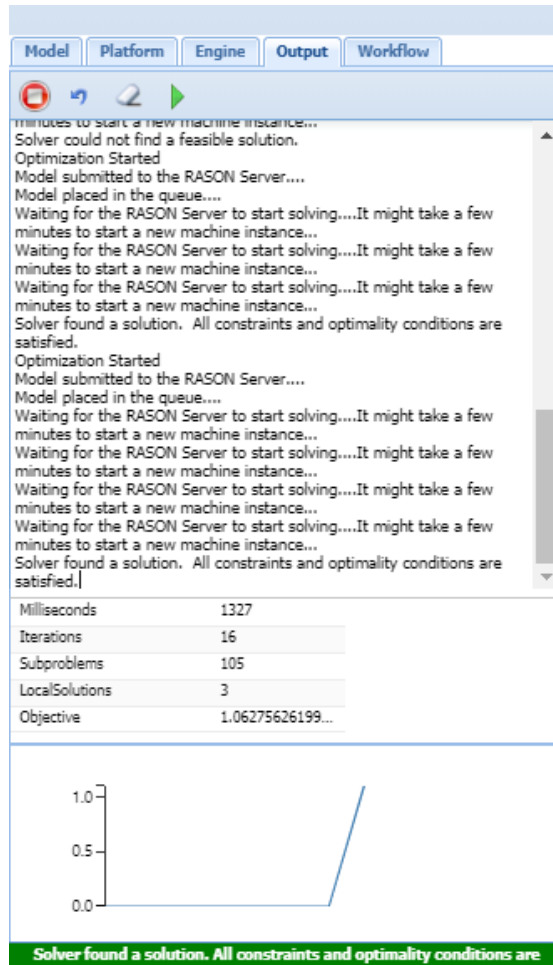 Model Platform Engine Output Workflow
minutes to start a new machine instance...
Solver could not find a feasible solution.
Optimization Started
Model submitted to the RASON Server....
Model placed in the queue....
Waiting for the RASON Server to start solving....It might take a few
minutes to start a new machine instance...
Waiting for the RASON Server to start solving....It might take a few
minutes to start a new machine instance...
Waiting for the RASON Server to start solving....It might take a few
minutes to start a new machine instance...
Solver found a solution.  All constraints and optimality conditions are
satisfied.
Optimization Started
Model submitted to the RASON Server....
Model placed in the queue....
Waiting for the RASON Server to start solving....It might take a few
minutes to start a new machine instance...
Waiting for the RASON Server to start solving....It might take a few
minutes to start a new machine instance...
Waiting for the RASON Server to start solving....It might take a few
minutes to start a new machine instance...
Waiting for the RASON Server to start solving....It might take a few
minutes to start a new machine instance...
Solver found a solution.  All constraints and optimality conditions are
satisfied.
Milliseconds 1327
Iterations 16
Subproblems 105
LocalSolutions 3
Objective 1.06275626199...
1.0
0.5
0.0
Solver found a solution. All constraints and optimality conditions are